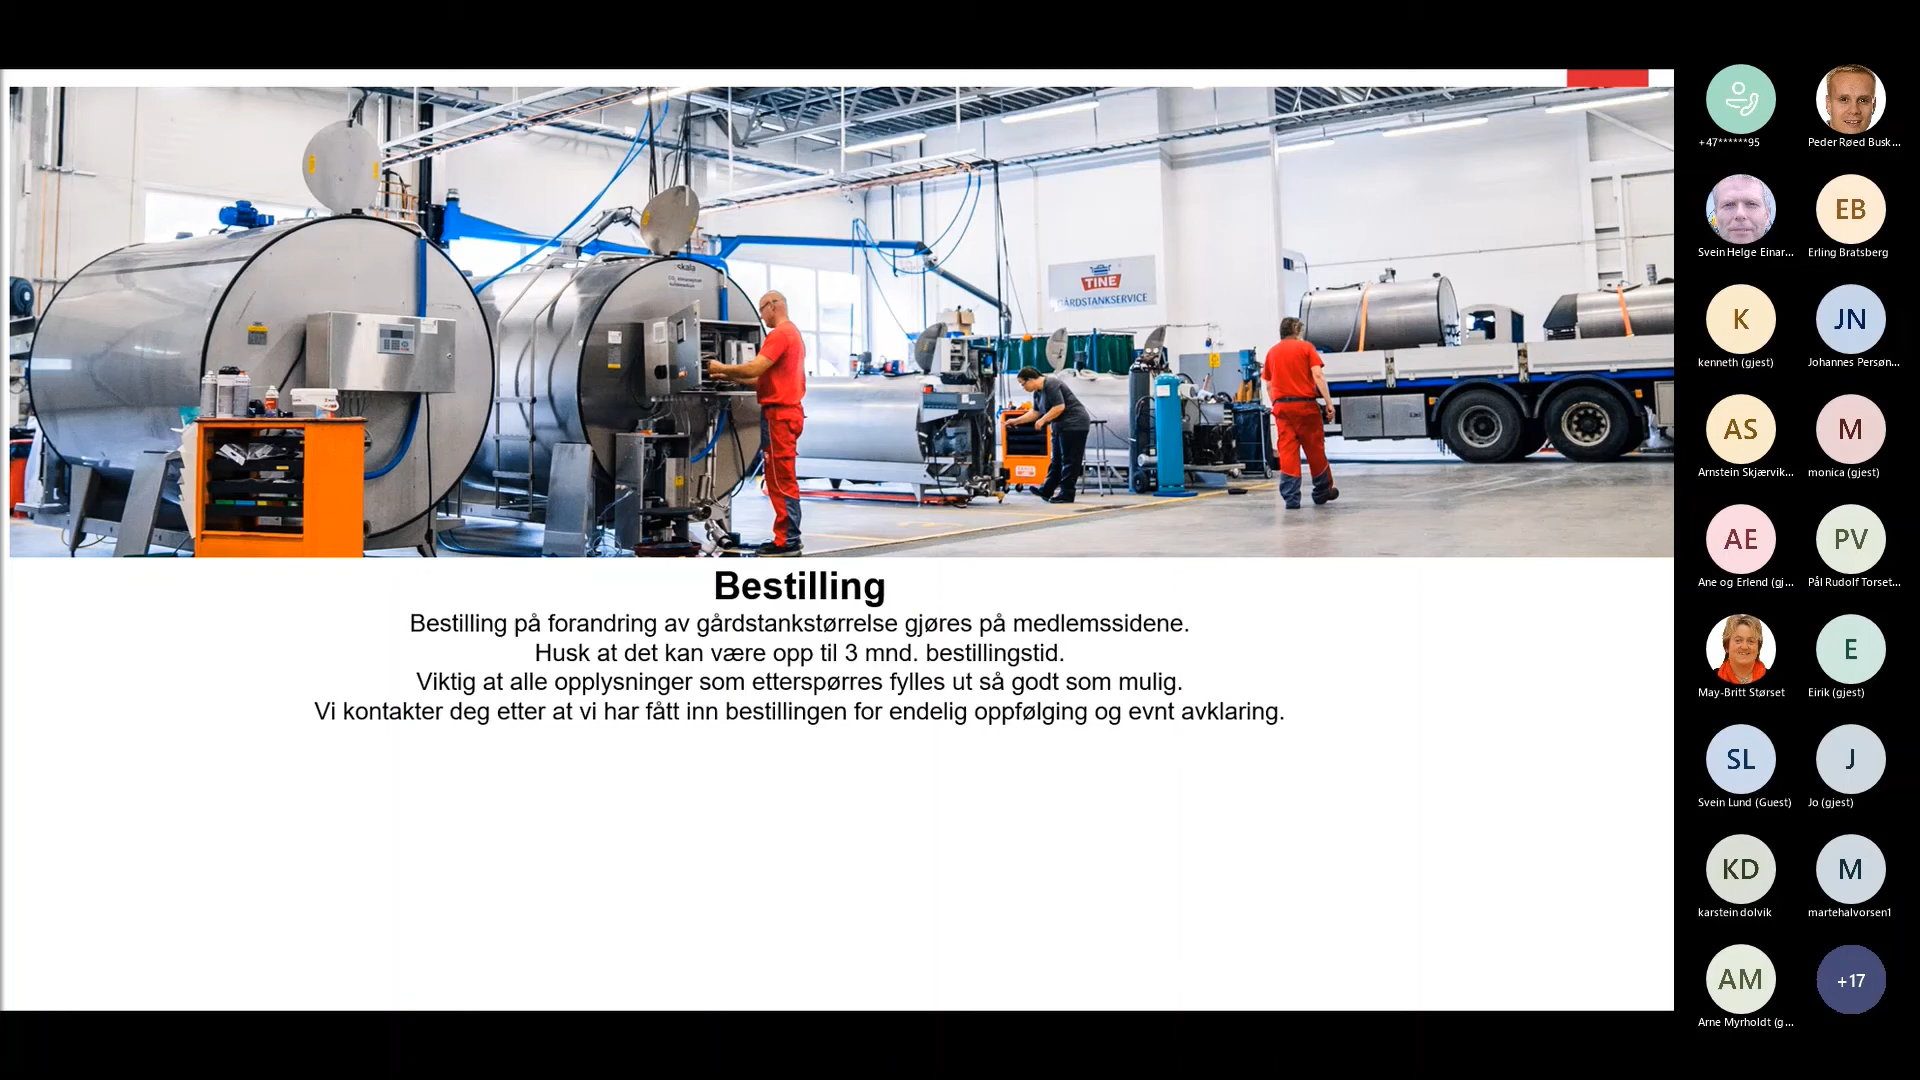 kala
TINE
GÅRDSTANKSERVICE
Bestilling
Bestilling på forandring av gårdstankstørrelse gjøres på medlemssidene.
Husk at det kan være opp til 3 mnd. bestillingstid.
Viktig at alle opplysninger som etterspørres fylles ut så godt som mulig.
Vi kontakter deg etter at vi har fått inn bestillingen for endelig oppfølging og evnt avklaring.
+47******95
Peder Røed Busk...
Svein Helge Einar...
EB
Erling Bratsberg
K
kenneth (gjest)
JN
Johannes Persøn...
AS
Arnstein Skjærvik...
M
monica (gjest)
AE
Ane og Erlend (gj...
PV
Pål Rudolf Torset...
May-Britt Størset
E
Eirik (gjest)
SL
Svein Lund (Guest)
J
Jo (gjest)
KD
karstein dolvik
M
martehalvorsen1
AM
Arne Myrholdt (g...
+17